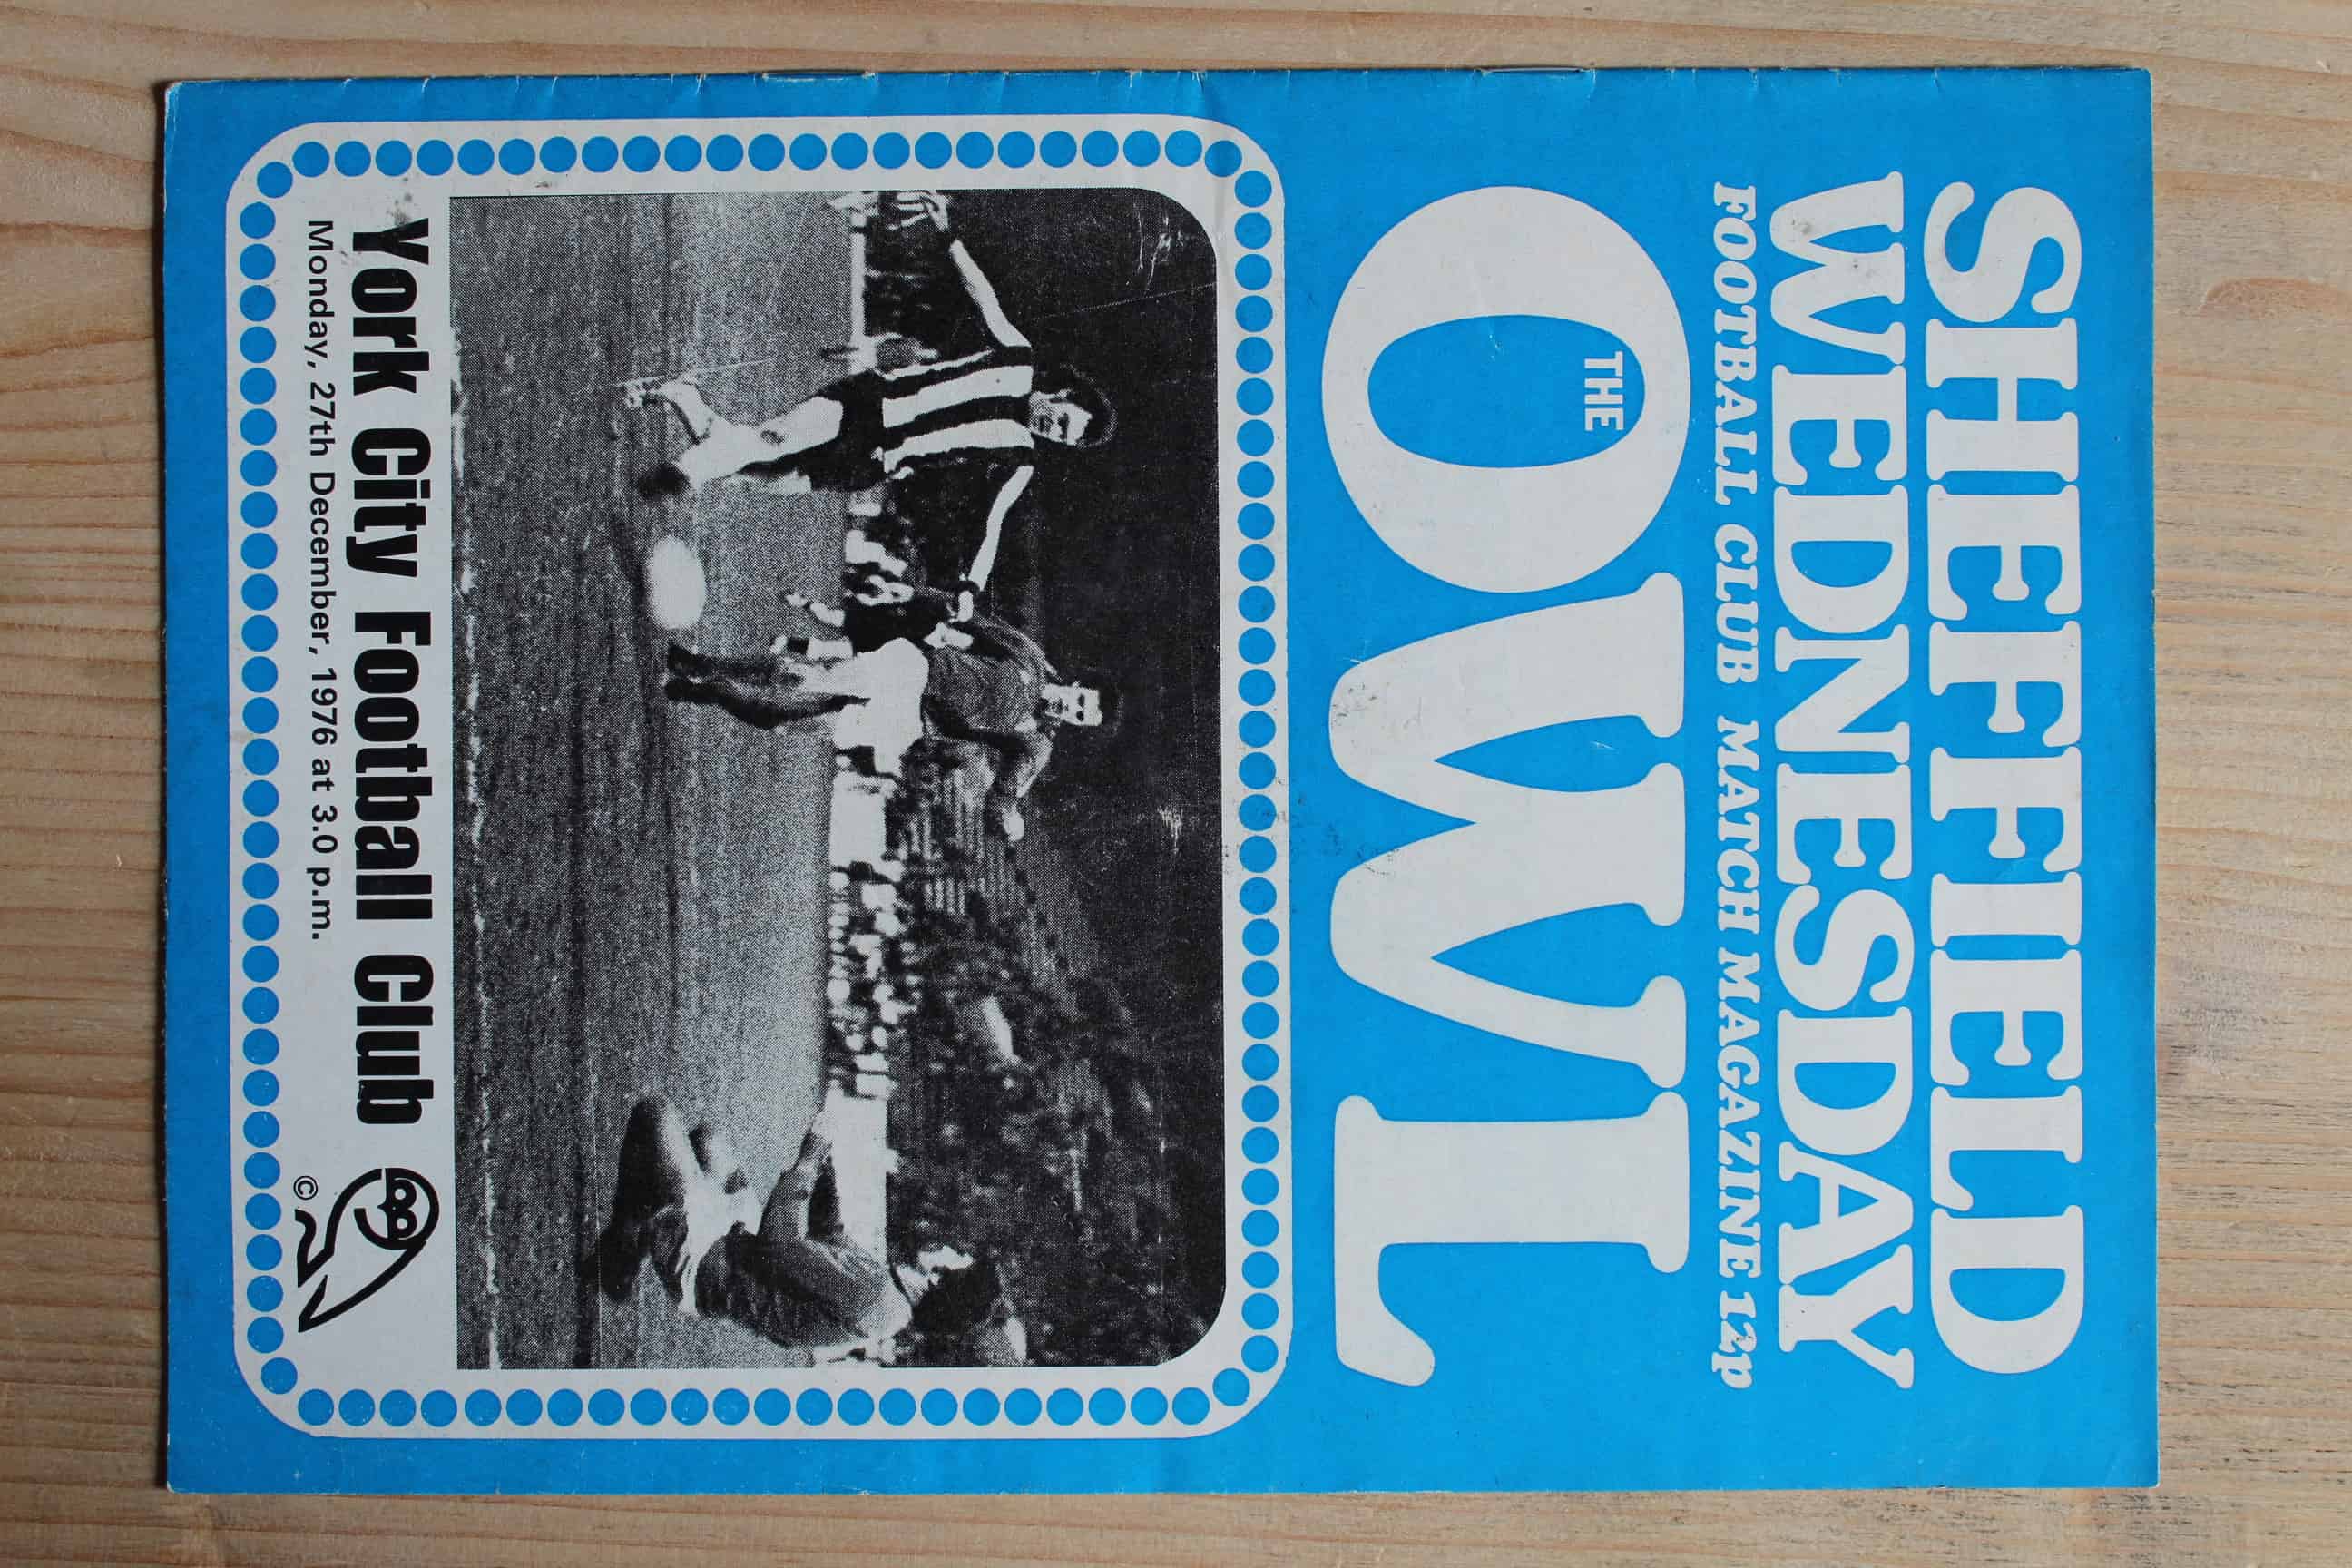 SHEFFIELD
WEDNESDAY
FOOTBALL CLUB MATCH MAGAZINE 12p
THE
OWL
York City Football Club
Monday, 27th December, 1976 at 3.0 p.m.
©